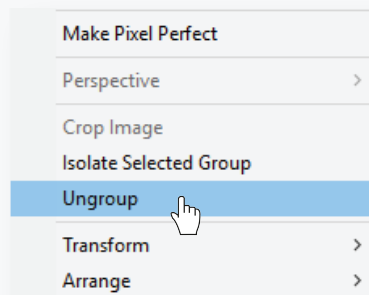 Make Pixel Perfect
Perspective
Crop Image
Isolate Selected Group
Ungroup
Transform
Arrange